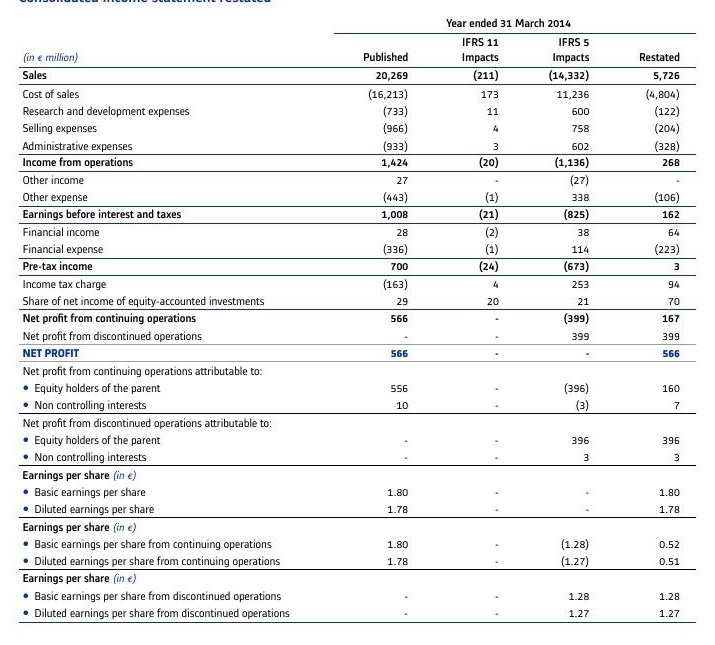 Consolidated income statement restated
Year ended 31 March 2014
IFRS 11 IFRS 5
(in € million) Published Impacts Impacts Restated
Sales 20,269 (211) (14,332) 5,726
Cost of sales (16,213) 173 11,236 (4,804)
Research and development expenses (733) 11 600 (122)
Selling expenses (966) 4 758 (204)
Administrative expenses (933) 3 602 (328)
Income from operations 1,424 (20) (1,136) 268
Other income 27 - (27) -
Other expense (443) (1) 338 (106)
Earnings before interest and taxes 1,008 (21) (825) 162
Financial income 28 (2) 38 64
Financial expense (336) (1) 114 (223)
Pre-tax income 700 (24) (673) 3
Income tax charge (163) 4 253 94
Share of net income of equity-accounted investments 29 20 21 70
Net profit from continuing operations 566 - (399) 167
Net profit from discontinued operations - - 399 399
NET PROFIT 566 - - 566
Net profit from continuing operations attributable to:
• Equity holders of the parent 556 - (396) 160
• Non controlling interests 10 - (3) 7
Net profit from discontinued operations attributable to:
• Equity holders of the parent - - 396 396
• Non controlling interests - - 3 3
Earnings per share (in €)
• Basic earnings per share 1.80 - - 1.80
• Diluted earnings per share 1.78 - - 1.78
Earnings per share (in €)
• Basic earnings per share from continuing operations 1.80 - (1.28) 0.52
• Diluted earnings per share from continuing operations 1.78 - (1.27) 0.51
Earnings per share (in €)
• Basic earnings per share from discontinued operations - - 1.28 1.28
• Diluted earnings per share from discontinued operations - - 1.27 1.27